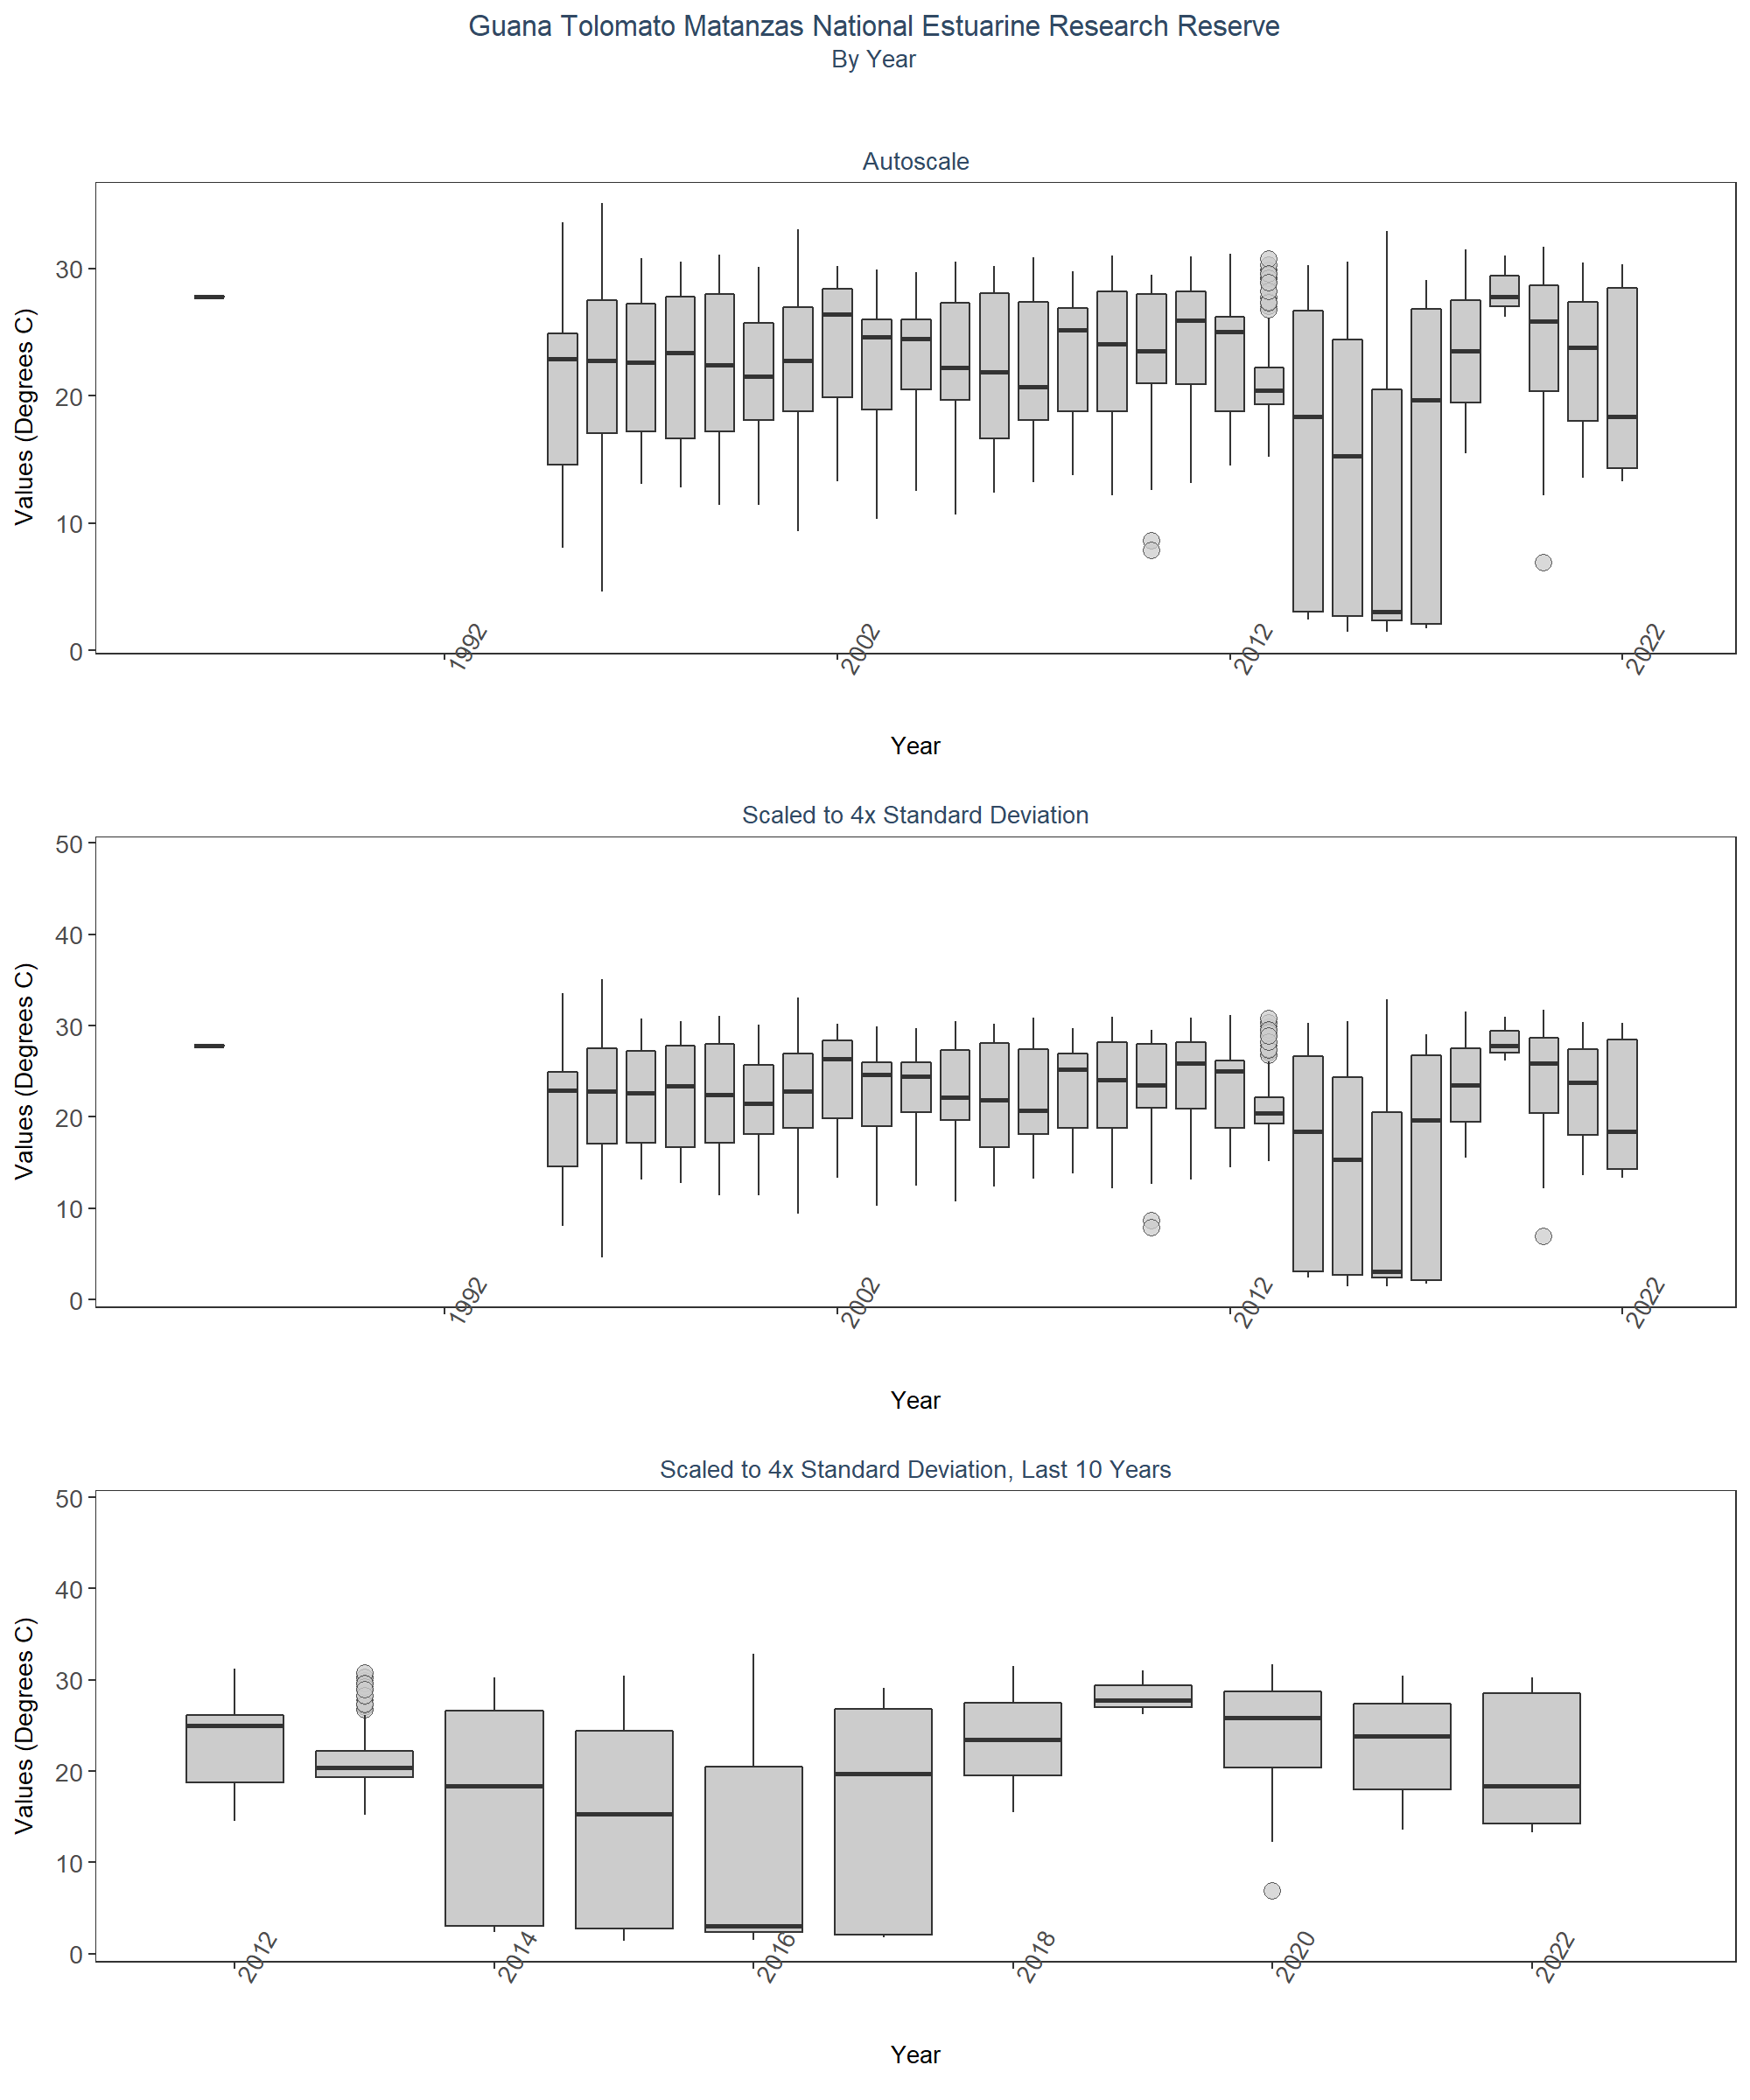 Guana Tolomato Matanzas National Estuarine Research Reserve
By Year
Autoscale
Values (Degrees C)
30
20
10
0
1992
2002
2012
2022
Year
Scaled to 4x Standard Deviation
Values (Degrees C)
50
40
30
20
10
0
1992
2002
2012
2022
Year
Scaled to 4x Standard Deviation, Last 10 Years
Values (Degrees C)
50
40
30
20
10
0
2012
2014
2016
2018
2020
2022
Year